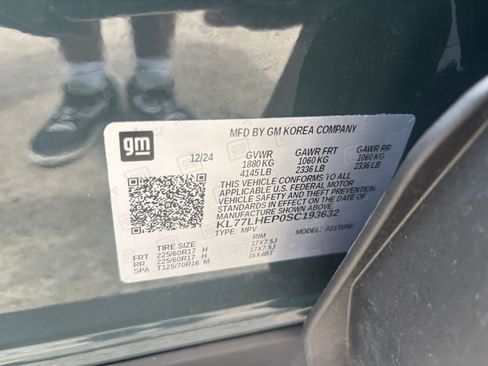 MFD BY GM KOREA COMPANY
gm
12/24 GVWR GAWR FRT GAWR RR
1880 KG 1060 KG 1060 KG
4145 LB 2336 LB 2336 LB
THIS VEHICLE CONFORMS TO ALL
APPLICABLE U.S. FEDERAL MOTOR
VEHICLE SAFETY AND THEFT PREVENTION
STANDARDS IN EFFECT ON THE DATE OF
MANUFACTURE SHOWN ABOVE.
KL77LHEP0SC193632
TYPE: MPV MODEL:
TIRE SIZE RIM
FRT 225/60R17 H 17X7.5J
RR 225/60R17 H 17X7.5J
SPA T125/70R16 M 16X4BT